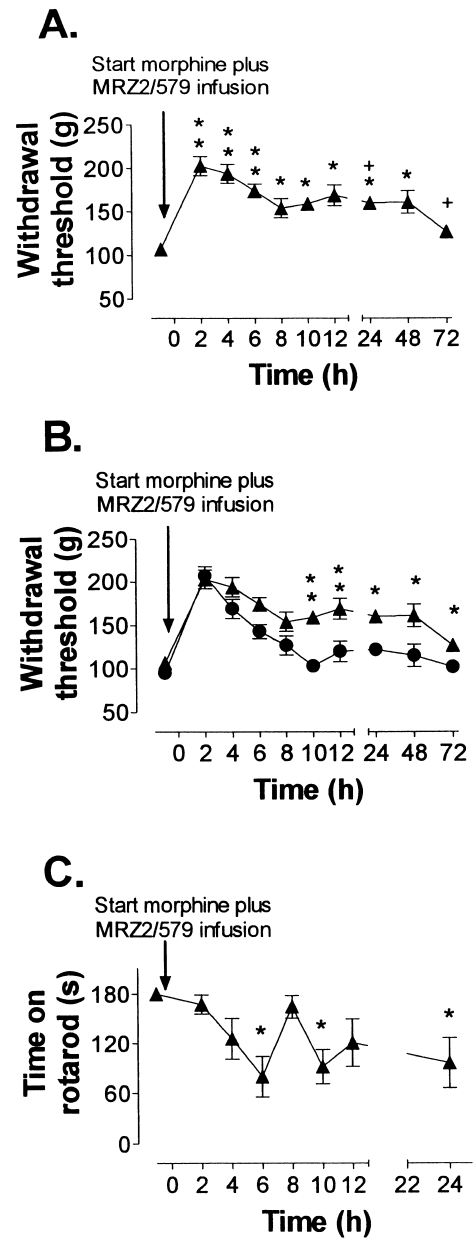 A.
Start morphine plus
MRZ2/579 infusion
Withdrawal
threshold (g)
250
200
150
100
50
* * * * * * * * * + * * +
0 2 4 6 8 10 12 24 48 72
Time (h)
B.
Start morphine plus
MRZ2/579 infusion
Withdrawal
threshold (g)
250
200
150
100
50
* * * * * * *
0 2 4 6 8 10 12 24 48 72
Time (h)
C.
Start morphine plus
MRZ2/579 infusion
Time on
rotarod (s)
180
120
60
0
* * *
0 2 4 6 8 10 12 22 24
Time (h)